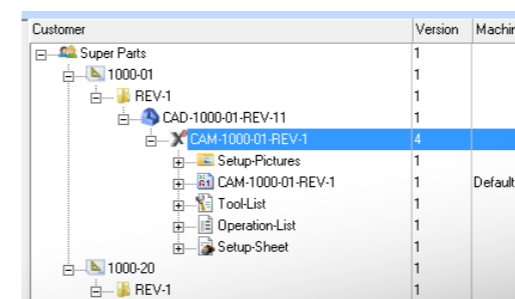 Customer Version Machin
Super Parts 1
1000-01 1
REV-1 1
CAD-1000-01-REV-11 1
CAM-1000-01-REV-1 4
Setup-Pictures 1
CAM-1000-01-REV-1 1 Default
Tool-List 1
Operation-List 1
Setup-Sheet 1
1000-20 1
REV-1 1